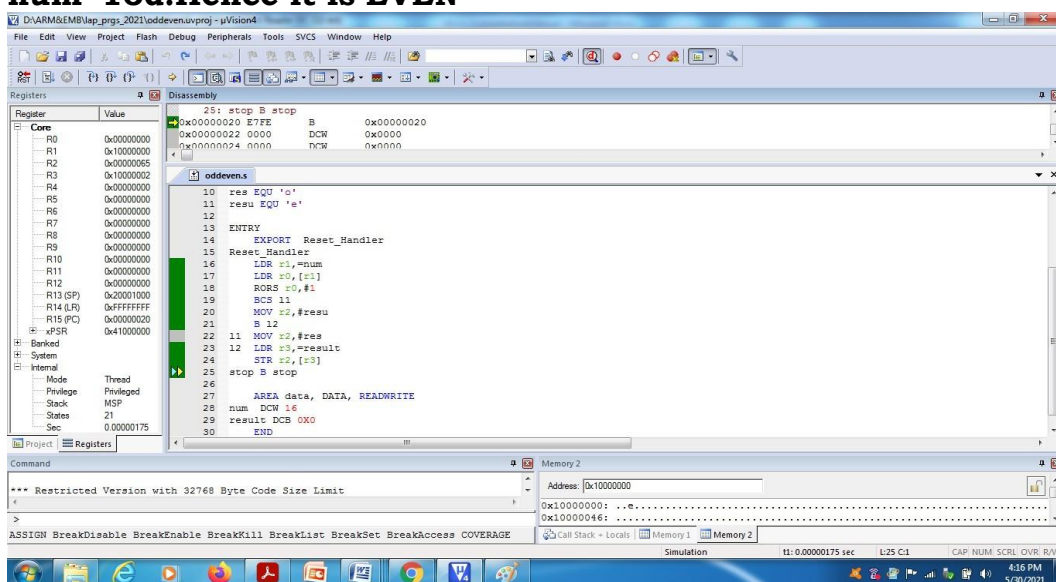 num=16d.hence it is EVEN
D:\ARM&EMB\lap_prgs_2021\oddeven.uvproj - µVision4
File Edit View Project Flash Debug Peripherals Tools SVCS Window Help
Registers
Register Value
Core
R0 0x00000000
R1 0x10000000
R2 0x00000065
R3 0x10000002
R4 0x00000000
R5 0x00000000
R6 0x00000000
R7 0x00000000
R8 0x00000000
R9 0x00000000
R10 0x00000000
R11 0x00000000
R12 0x00000000
R13 (SP) 0x20001000
R14 (LR) 0xFFFFFFFF
R15 (PC) 0x00000020
xPSR 0x41000000
Banked
System
Internal
Mode Thread
Privilege Privileged
Stack MSP
States 21
Sec 0.00000175
Project Registers
Disassembly
25: stop B stop
0x00000020 E7FE B 0x00000020
0x00000022 0000 DCW 0x0000
0x00000024 0000 DCW 0x0000
oddeven.s
10 res EQU 'o'
11 resu EQU 'e'
12
13 ENTRY
14 EXPORT Reset_Handler
15 Reset_Handler
16 LDR r1,=num
17 LDR r0,[r1]
18 RORS r0,#1
19 BCS l1
20 MOV r2,#resu
21 B l2
22 l1 MOV r2,#res
23 l2 LDR r3,=result
24 STR r2,[r3]
25 stop B stop
26
27 AREA data, DATA, READWRITE
28 num DCW 16
29 result DCB 0X0
30 END
Command
*** Restricted Version with 32768 Byte Code Size Limit
>
ASSIGN BreakDisable BreakEnable BreakKill BreakList BreakSet BreakAccess COVERAGE
Memory 2
Address: 0x10000000
0x10000000: ..e.............................................................
0x10000046: ................................................................
Call Stack + Locals Memory 1 Memory 2
Simulation t1: 0.00000175 sec L:25 C:1 CAP NUM SCRL OVR R/W
4:16 PM
5/30/2021